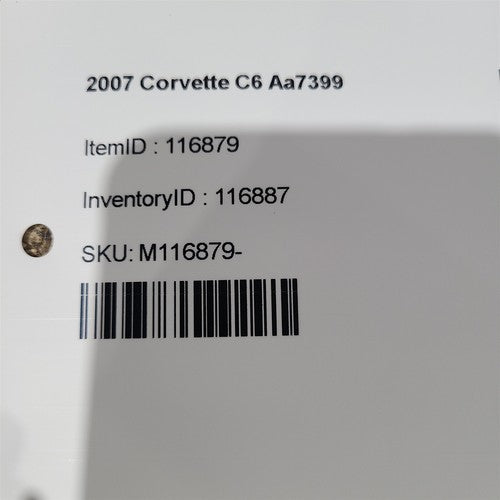 2007 Corvette C6 Aa7399
ItemID : 116879
InventoryID : 116887
SKU: M116879-